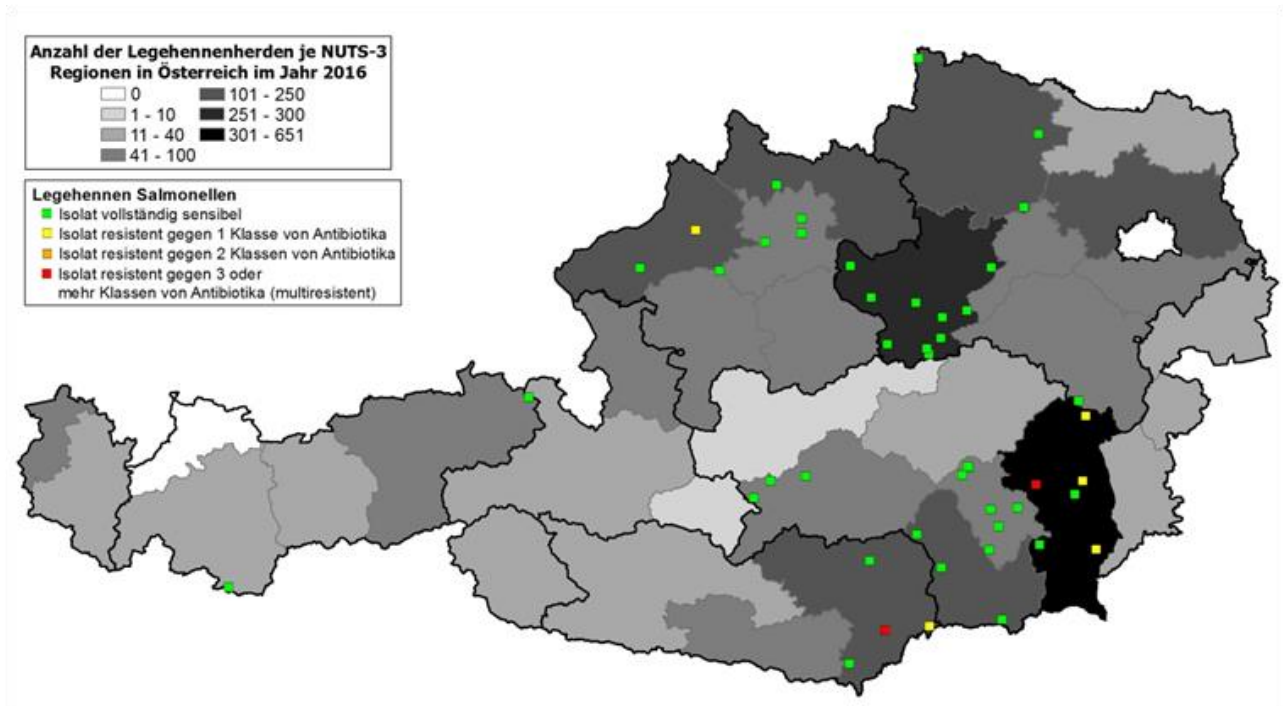 Anzahl der Legehennenherden je NUTS-3
Regionen in Österreich im Jahr 2016
0
1 - 10
11 - 40
41 - 100
101 - 250
251 - 300
301 - 651
Legehennen Salmonellen
Isolat vollständig sensibel
Isolat resistent gegen 1 Klasse von Antibiotika
Isolat resistent gegen 2 Klassen von Antibiotika
Isolat resistent gegen 3 oder
mehr Klassen von Antibiotika (multiresistent)